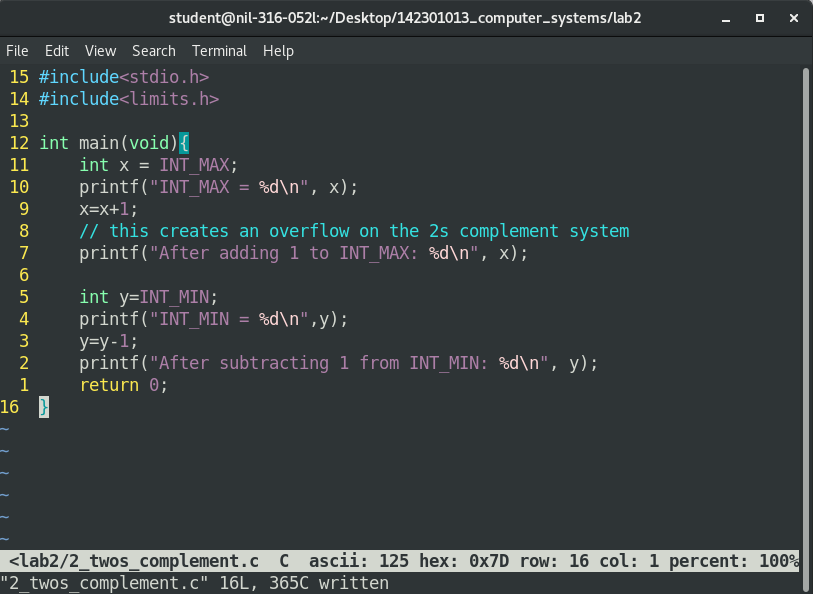 student@nil-316-052l:~/Desktop/142301013_computer_systems/lab2
File Edit View Search Terminal Help
15 #include<stdio.h>
14 #include<limits.h>
13
12 int main(void){
11     int x = INT_MAX;
10     printf("INT_MAX = %d\n", x);
9     x=x+1;
8     // this creates an overflow on the 2s complement system
7     printf("After adding 1 to INT_MAX: %d\n", x);
6
5     int y=INT_MIN;
4     printf("INT_MIN = %d\n",y);
3     y=y-1;
2     printf("After subtracting 1 from INT_MIN: %d\n", y);
1     return 0;
16  }
~
~
~
~
~
~
<lab2/2_twos_complement.c  C  ascii: 125 hex: 0x7D row: 16 col: 1 percent: 100%
"2_twos_complement.c" 16L, 365C written